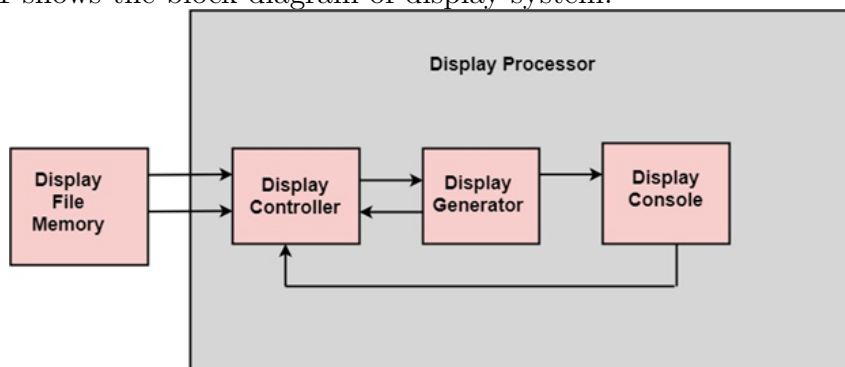 shows the block diagram of display system.
Display Processor
Display
File
Memory
Display
Controller
Display
Generator
Display
Console